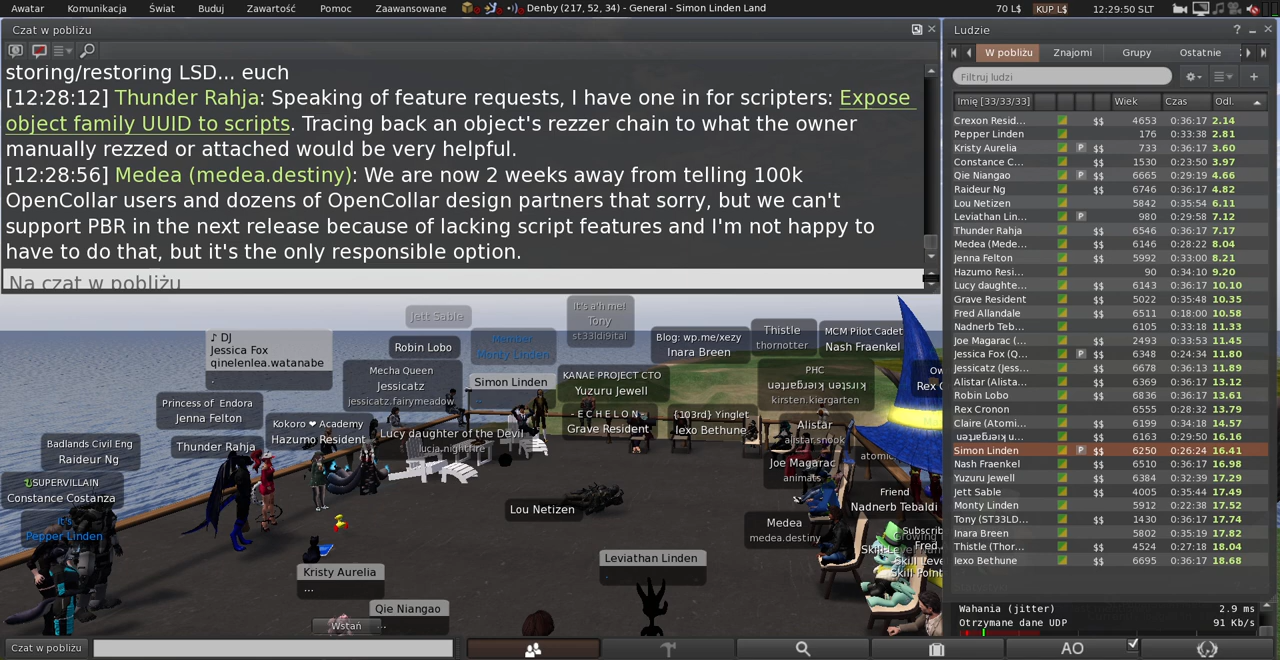 Awatar Komunikacja Świat Buduj Zawartość Pomoc Zaawansowane Denby (217, 52, 34) - General - Simon Linden Land 70 L$ KUP L$ 12:29:50 SLT
Czat w pobliżu
storing/restoring LSD... euch
[12:28:12] Thunder Rahja: Speaking of feature requests, I have one in for scripters: Expose
object family UUID to scripts. Tracing back an object's rezzer chain to what the owner
manually rezzed or attached would be very helpful.
[12:28:56] Medea (medea.destiny): We are now 2 weeks away from telling 100k
OpenCollar users and dozens of OpenCollar design partners that sorry, but we can't
support PBR in the next release because of lacking script features and I'm not happy to
have to do that, but it's the only responsible option.
Na czat w pobliżu
Jett Sable
it's a'h me!
Tony
st33ldi9ital
♪ DJ
Jessica Fox
qinelenlea.watanabe
.
Robin Lobo
Member
Monty Linden
Blog: wp.me/xezy
Inara Breen
Thistle
thornotter
MCM Pilot Cadet
Nash Fraenkel
Mecha Queen
Jessicatz
jessicatz.fairymeadow
Simon Linden
KANAE PROJECT CTO
Yuzuru Jewell
PHC
uɐʇɹɐƃɹǝıʞ uǝʇsɹıʞ
kirsten.kiergarten
Rex C
Princess of Endora
Jenna Felton
Kokoro ❤ Academy
Hazumo Resident
- E C H E L O N -
Grave Resident
{103rd} Yinglet
Iexo Bethune
Alistar
alistar.snook
Thunder Rahja
Lucy daughter of the Devil
lucia.nightfire
Badlands Civil Eng
Raideur Ng
Joe Magarac
animats
SUPERVILLAIN
Constance Costanza
It's
Pepper Linden
Lou Netizen
Friend
Nadnerb Tebaldi
Medea
medea.destiny
Subscrib
Fred
Skill Leve
Skill Point
Leviathan Linden
.
Kristy Aurelia
...
Qie Niangao
...
Wstań
Czat w pobliżu
AO
Ludzie
W pobliżu Znajomi Grupy Ostatnie
Filtruj ludzi
Imię [33/33/33] Wiek Czas Odl.
Crexon Resid... $$ 4653 0:36:17 2.14
Pepper Linden 176 0:33:38 2.81
Kristy Aurelia P $$ 733 0:36:17 3.60
Constance C... $$ 1530 0:23:50 3.97
Qie Niangao P $$ 6665 0:29:19 4.66
Raideur Ng $$ 6746 0:36:17 4.82
Lou Netizen 5842 0:35:54 6.11
Leviathan Lin... P 980 0:29:58 7.12
Thunder Rahja $$ 6546 0:36:17 7.17
Medea (Mede... $$ 6146 0:28:22 8.04
Jenna Felton $$ 5992 0:33:00 8.21
Hazumo Resi... 90 0:34:10 9.20
Lucy daughte... $$ 6143 0:36:17 10.10
Grave Resident $$ 5022 0:35:48 10.35
Fred Allandale $$ 6511 0:18:00 10.58
Nadnerb Teb... 6105 0:33:18 11.33
Joe Magarac (... $$ 2493 0:33:53 11.45
Jessica Fox (Q... P $$ 6348 0:24:34 11.80
Jessicatz (Jess... $$ 6678 0:36:13 11.89
Alistar (Alista... $$ 6369 0:36:17 13.12
Robin Lobo $$ 6836 0:36:17 13.61
Rex Cronon 6555 0:28:32 13.79
Claire (Atomi... $$ 6199 0:34:18 14.57
uǝʇɹɐƃɹǝ u... $$ 6163 0:29:50 16.16
Simon Linden P $$ 6250 0:26:24 16.41
Nash Fraenkel $$ 6510 0:36:17 16.98
Yuzuru Jewell $$ 6384 0:32:39 17.29
Jett Sable $$ 4005 0:35:44 17.49
Monty Linden 5912 0:22:38 17.52
Tony (ST33LD... $$ 1430 0:36:17 17.74
Inara Breen 5802 0:35:19 17.82
Thistle (Thor... $$ 4524 0:27:18 18.04
Iexo Bethune $$ 6695 0:36:17 18.68
Wahania (jitter) 2.9 ms
Otrzymane dane UDP 91 Kb/s